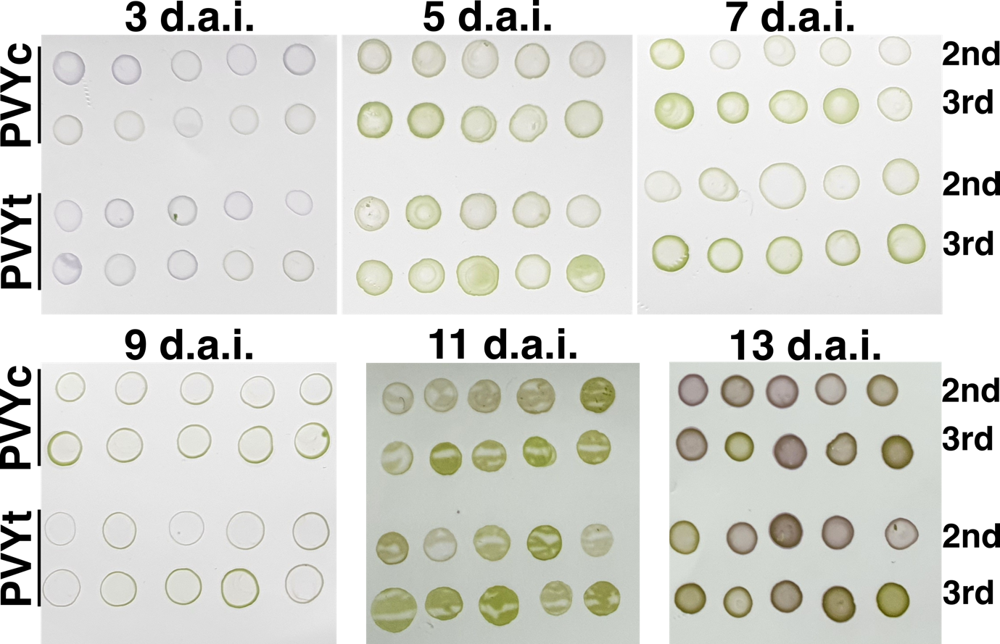 3 d.a.i.
5 d.a.i.
7 d.a.i.
PVYc
2nd
3rd
PVYt
2nd
3rd
9 d.a.i.
11 d.a.i.
13 d.a.i.
PVYc
2nd
3rd
PVYt
2nd
3rd